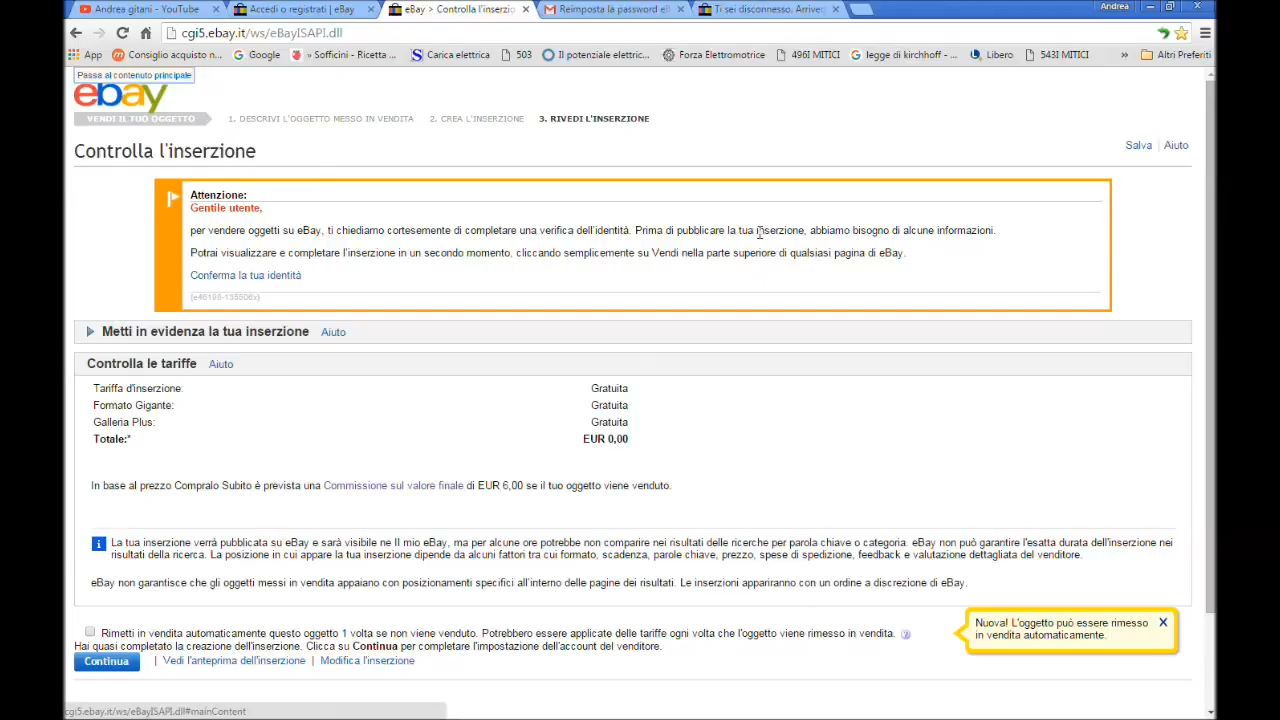 Andrea gitani - YouTube
Accedi o registrati | eBay
eBay > Controlla l'inserzio
Reimposta la password el
Ti sei disconnesso. Arrivec
Andrea
cgi5.ebay.it/ws/eBayISAPI.dll
App
Consiglio acquisto n...
Google
» Sofficini - Ricetta ...
Carica elettrica
503
Il potenziale elettric...
Forza Elettromotrice
496I MITICI
legge di kirchhoff - ...
Libero
543I MITICI
»
Altri Preferiti
Passa al contenuto principale
ebay
VENDI IL TUO OGGETTO
1. DESCRIVI L'OGGETTO MESSO IN VENDITA
2. CREA L'INSERZIONE
3. RIVEDI L'INSERZIONE
Controlla l'inserzione
Salva | Aiuto
Attenzione:
Gentile utente,
per vendere oggetti su eBay, ti chiediamo cortesemente di completare una verifica dell'identità. Prima di pubblicare la tua inserzione, abbiamo bisogno di alcune informazioni.
Potrai visualizzare e completare l'inserzione in un secondo momento, cliccando semplicemente su Vendi nella parte superiore di qualsiasi pagina di eBay.
Conferma la tua identità
Metti in evidenza la tua inserzione Aiuto
Controlla le tariffe Aiuto
Tariffa d'inserzione: Gratuita
Formato Gigante: Gratuita
Galleria Plus: Gratuita
Totale:* EUR 0,00
In base al prezzo Compralo Subito è prevista una Commissione sul valore finale di EUR 6,00 se il tuo oggetto viene venduto.
La tua inserzione verrà pubblicata su eBay e sarà visibile ne Il mio eBay, ma per alcune ore potrebbe non comparire nei risultati delle ricerche per parola chiave o categoria. eBay non può garantire l'esatta durata dell'inserzione nei
risultati della ricerca. La posizione in cui appare la tua inserzione dipende da alcuni fattori tra cui formato, scadenza, parole chiave, prezzo, spese di spedizione, feedback e valutazione dettagliata del venditore.
eBay non garantisce che gli oggetti messi in vendita appaiano con posizionamenti specifici all'interno delle pagine dei risultati. Le inserzioni appariranno con un ordine a discrezione di eBay.
Nuova! L'oggetto può essere rimesso
in vendita automaticamente.
Rimetti in vendita automaticamente questo oggetto 1 volta se non viene venduto. Potrebbero essere applicate delle tariffe ogni volta che l'oggetto viene rimesso in vendita.
Hai quasi completato la creazione dell'inserzione. Clicca su Continua per completare l'impostazione dell'account del venditore.
Continua | Vedi l'anteprima dell'inserzione | Modifica l'inserzione
cgi5.ebay.it/ws/eBayISAPI.dll#mainContent